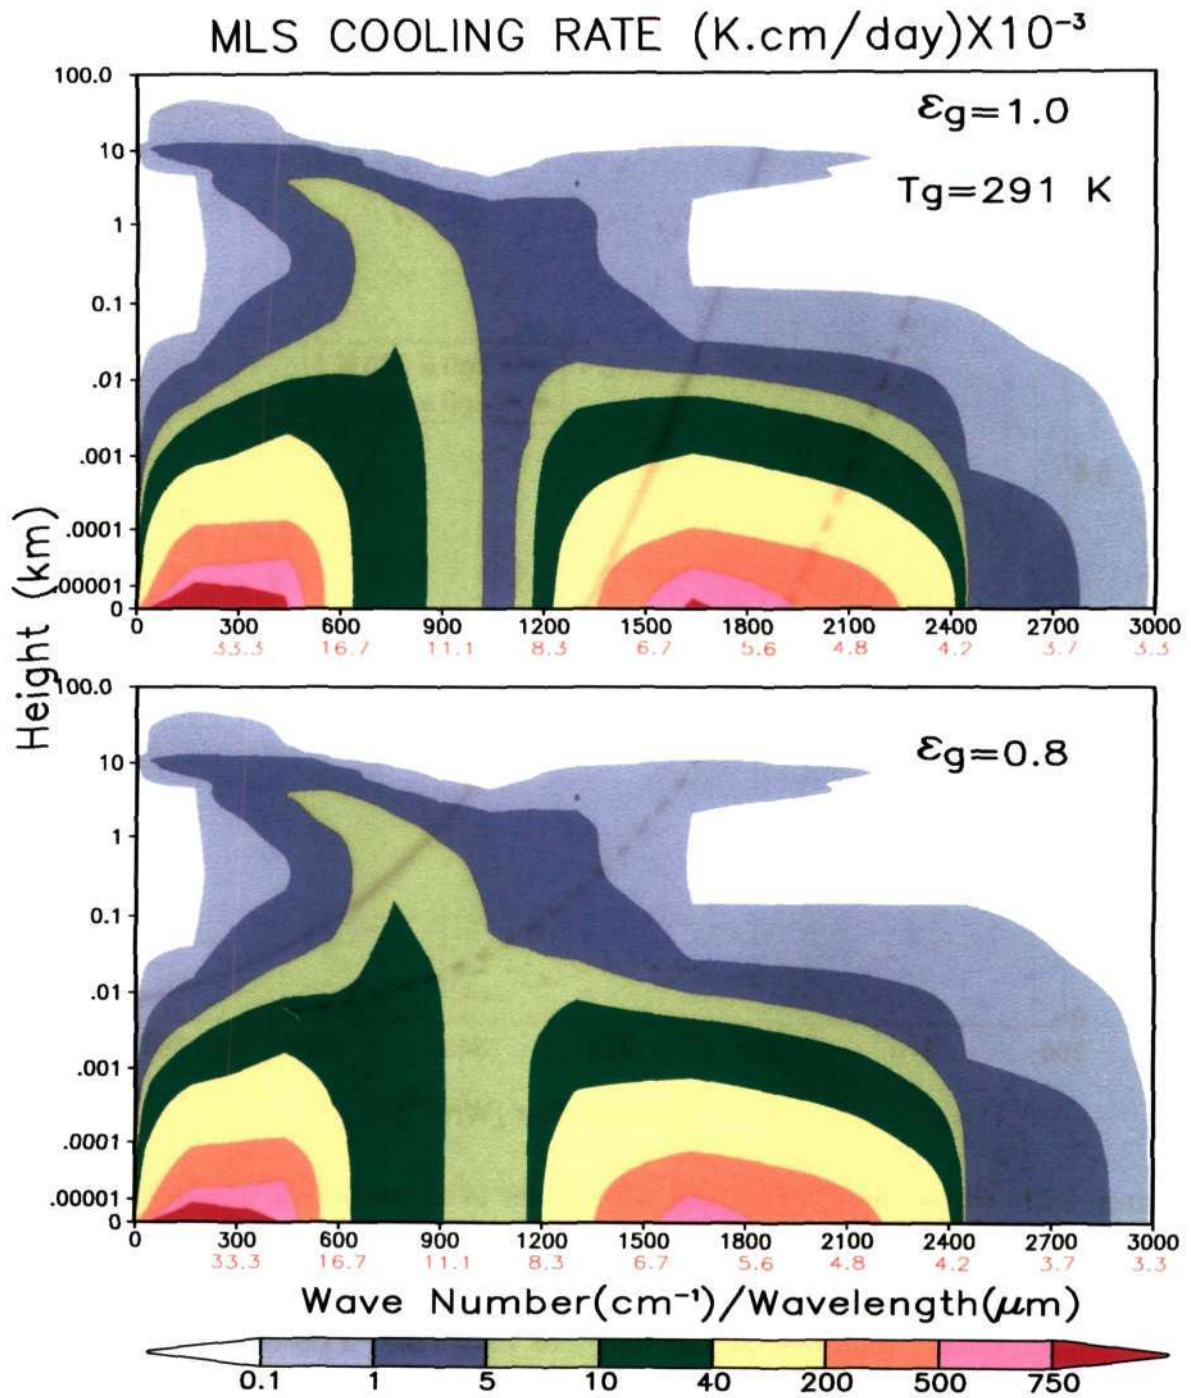 MLS COOLING RATE (K.cm/day)X10⁻³
100.0
εg=1.0
10
Tg=291 K
1
0.1
.01
.001
.0001
.00001
0
0 300 600 900 1200 1500 1800 2100 2400 2700 3000
33.3 16.7 11.1 8.3 6.7 5.6 4.8 4.2 3.7 3.3
Height (km)
100.0
εg=0.8
10
1
0.1
.01
.001
.0001
.00001
0
0 300 600 900 1200 1500 1800 2100 2400 2700 3000
33.3 16.7 11.1 8.3 6.7 5.6 4.8 4.2 3.7 3.3
Wave Number(cm⁻¹)/Wavelength(μm)
0.1 1 5 10 40 200 500 750